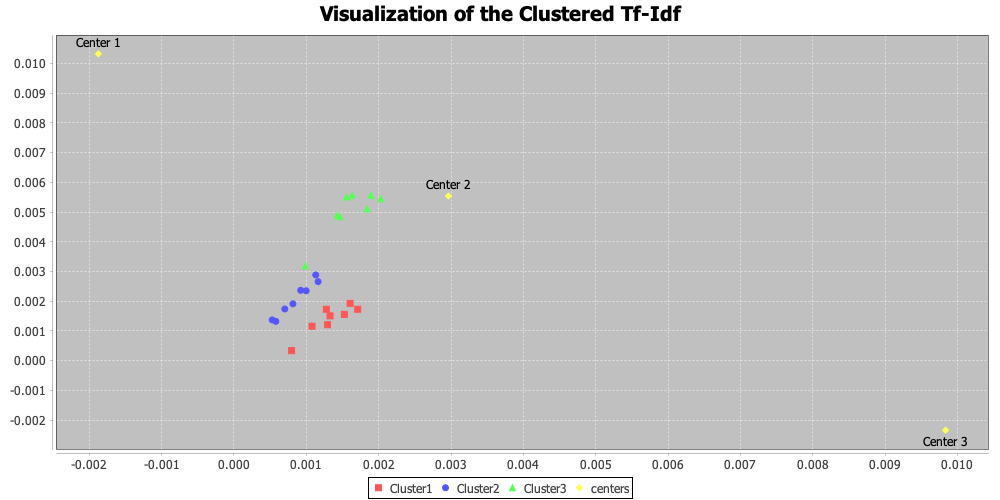 Visualization of the Clustered Tf-Idf
Center 1
0.010
0.009
0.008
0.007
0.006
0.005
0.004
0.003
0.002
0.001
0.000
-0.001
-0.002
Center 2
Center 3
-0.002 -0.001 0.000 0.001 0.002 0.003 0.004 0.005 0.006 0.007 0.008 0.009 0.010
Cluster1 Cluster2 Cluster3 centers